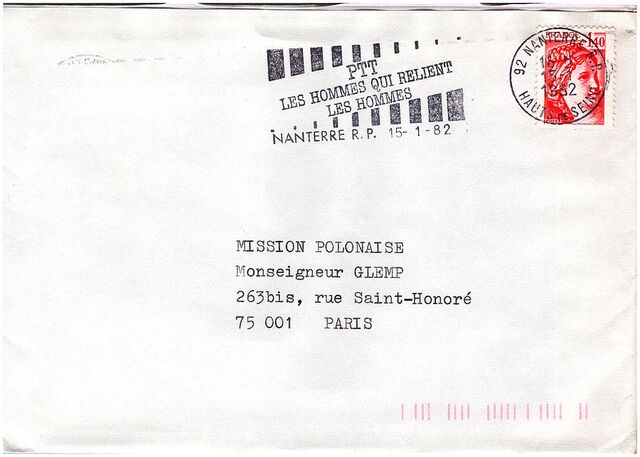 PTT
LES HOMMES QUI RELIENT
LES HOMMES
NANTERRE R.P. 15-1-82
92 NANTERRE R.P.
1982
HAUTS DE SEINE
1,40
MISSION POLONAISE
Monseigneur GLEMP
263bis, rue Saint-Honoré
75 001 PARIS